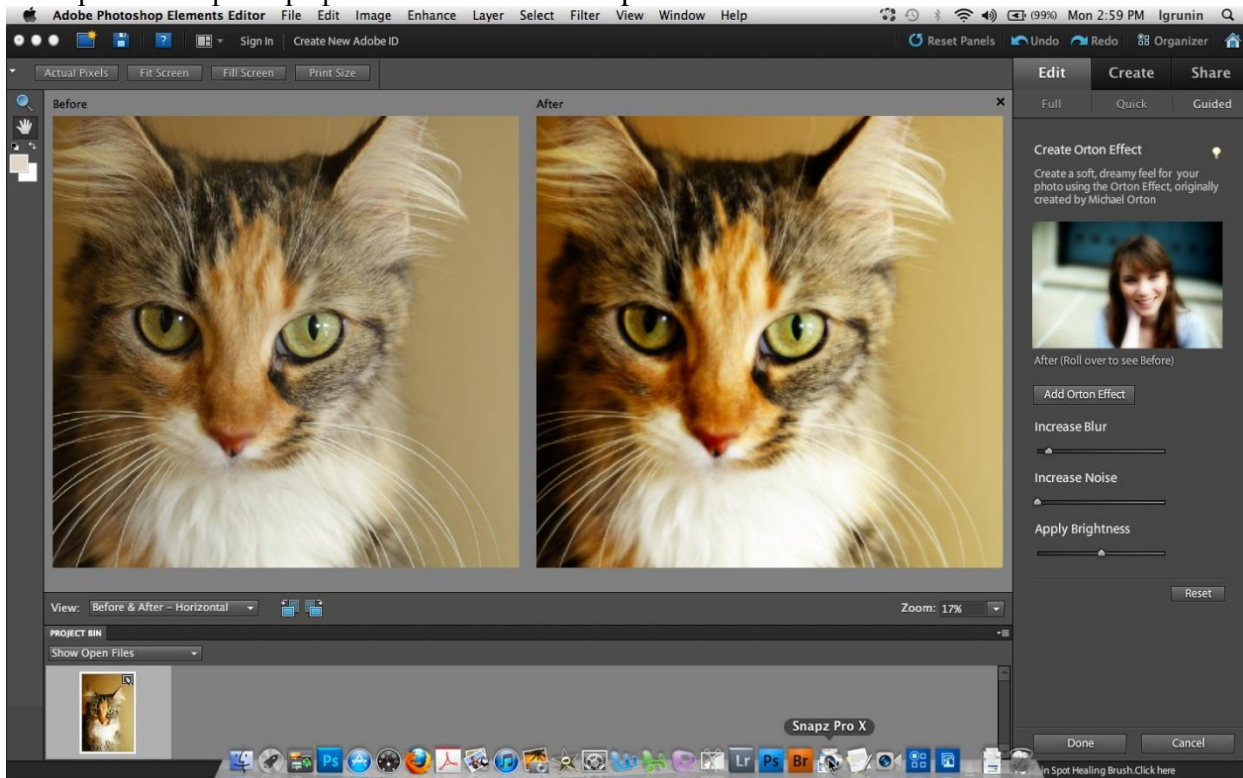 Adobe Photoshop Elements Editor File Edit Image Enhance Layer Select Filter View Window Help (99%) Mon 2:59 PM lgrunin
? Sign In Create New Adobe ID Reset Panels Undo Redo Organizer
Actual Pixels Fit Screen Fill Screen Print Size
Edit Create Share
Full Quick Guided
Before After
Create Orton Effect
Create a soft, dreamy feel for your
photo using the Orton Effect, originally
created by Michael Orton
After (Roll over to see Before)
Add Orton Effect
Increase Blur
Increase Noise
Apply Brightness
Reset
View: Before & After – Horizontal Zoom: 17%
PROJECT BIN
Show Open Files
Snapz Pro X
Ps Lr Ps Br
Done Cancel
in Spot Healing Brush.Click here